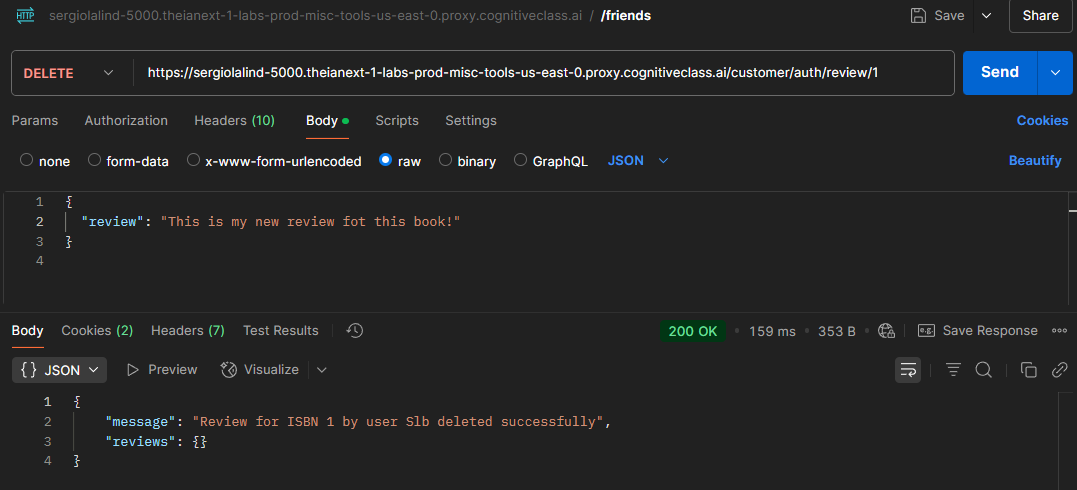 HTTP sergiolalind-5000.theianext-1-labs-prod-misc-tools-us-east-0.proxy.cognitiveclass.ai / /friends Save Share
DELETE https://sergiolalind-5000.theianext-1-labs-prod-misc-tools-us-east-0.proxy.cognitiveclass.ai/customer/auth/review/1 Send
Params Authorization Headers (10) Body Scripts Settings Cookies
none form-data x-www-form-urlencoded raw binary GraphQL JSON Beautify
1 {
2 "review": "This is my new review fot this book!"
3 }
4
Body Cookies (2) Headers (7) Test Results 200 OK • 159 ms • 353 B • e.g. Save Response
{} JSON Preview Visualize
1 {
2 "message": "Review for ISBN 1 by user Slb deleted successfully",
3 "reviews": {}
4 }